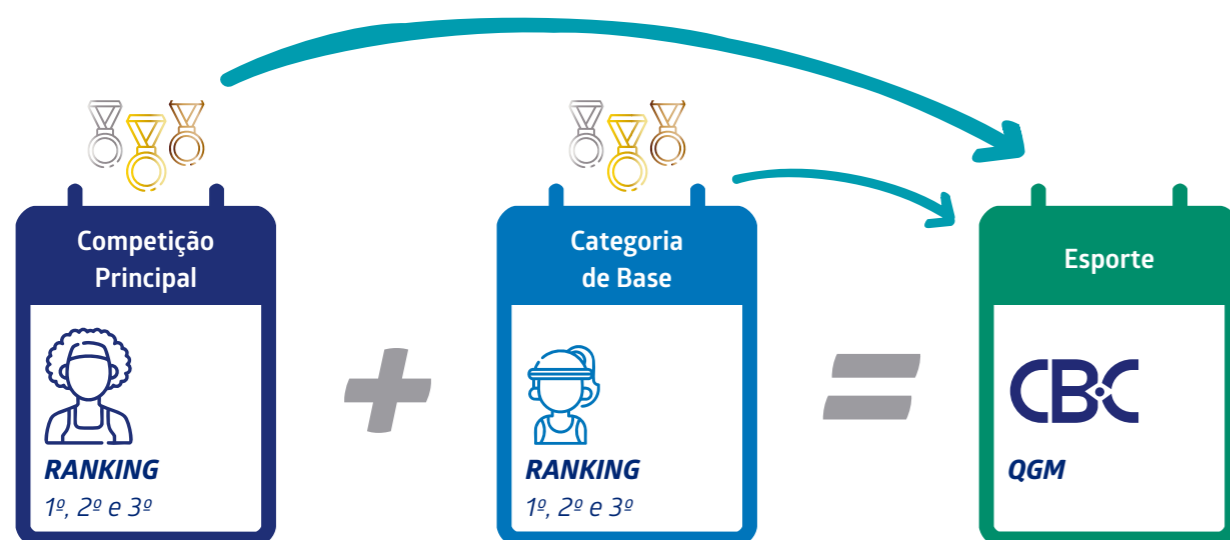 Competição
Principal
RANKING
1º, 2º e 3º
Categoria
de Base
RANKING
1º, 2º e 3º
Esporte
CBC
QGM